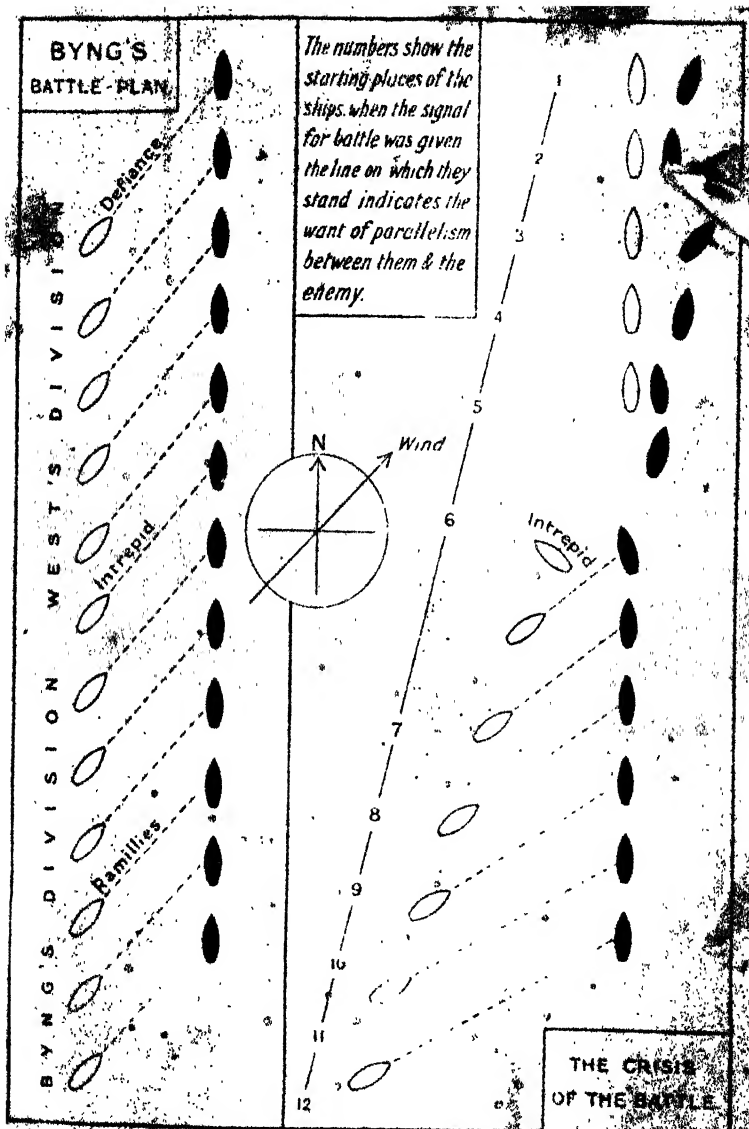 BYNG'S
BATTLE-PLAN
The numbers show the
starting places of the
ships, when the signal
for battle was given
the line on which they
stand indicates the
want of parallelism
between them & the
enemy.
WEST'S DIVISION
BYNG'S DIVISION
Defiance
Intrepid
Ramillies
N
Wind
1
2
3
4
5
6
Intrepid
7
8
9
10
11
12
THE CRISIS
OF THE BATTLE